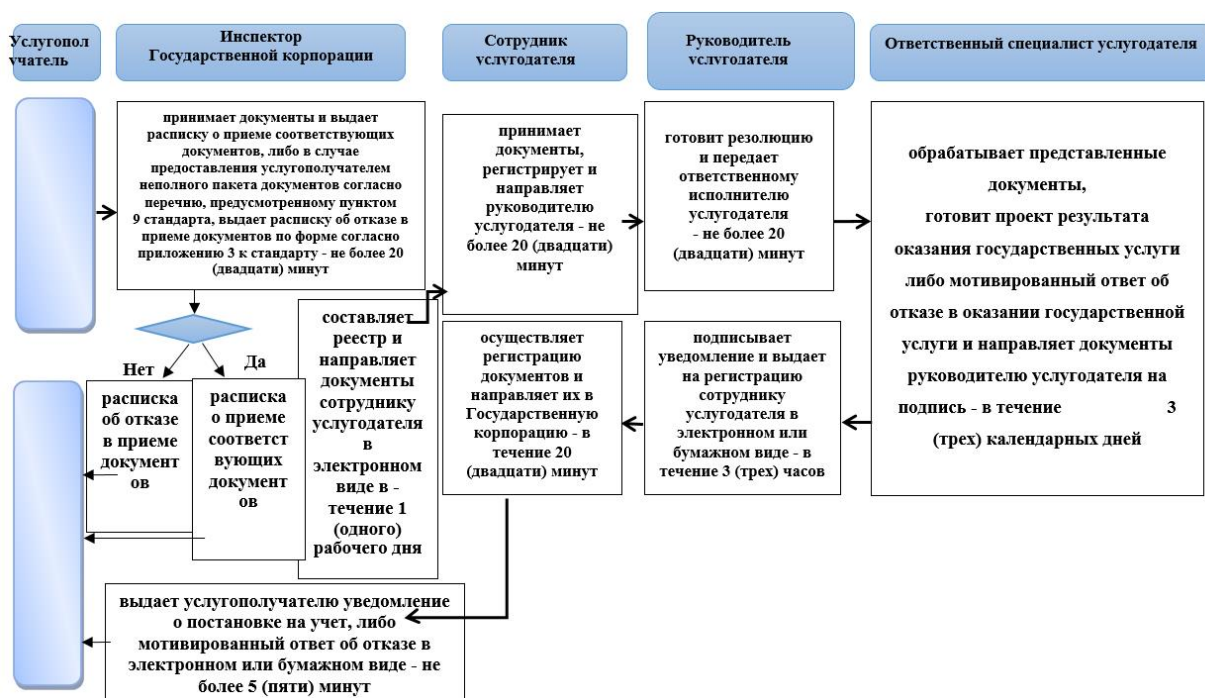 Услугопол
учатель
Инспектор
Государственной корпорации
Сотрудник
услугодателя
Руководитель
услугодателя
Ответственный специалист услугодателя
принимает документы и выдает
расписку о приеме соответствующих
документов, либо в случае
предоставления услугополучателем
неполного пакета документов согласно
перечню, предусмотренному пунктом
9 стандарта, выдает расписку об отказе в
приеме документов по форме согласно
приложению 3 к стандарту - не более 20
(двадцати) минут
Нет
Да
расписка
об отказе
в приеме
документ
ов
расписка
о приеме
соответст
вующих
документ
ов
составляет
реестр и
направляет
документы
сотруднику
услугодателя
в
электронном
виде в -
течение 1
(одного)
рабочего дня
принимает
документы,
регистрирует и
направляет
руководителю
услугодателя - не
более 20 (двадцати)
минут
готовит резолюцию
и передает
ответственному
исполнителю
услугодателя
- не более 20
(двадцати) минут
обрабатывает представленные
документы,
готовит проект результата
оказания государственных услуги
либо мотивированный ответ об
отказе в оказании государственной
услуги и направляет документы
руководителю услугодателя на
подпись - в течение 3
(трех) календарных дней
подписывает
уведомление и выдает
на регистрацию
сотруднику
услугодателя в
электронном или
бумажном виде - в
течение 3 (трех) часов
осуществляет
регистрацию
документов и
направляет их в
Государственную
корпорацию - в
течение 20
(двадцати) минут
выдает услугополучателю уведомление
о постановке на учет, либо
мотивированный ответ об отказе в
электронном или бумажном виде - не
более 5 (пяти) минут